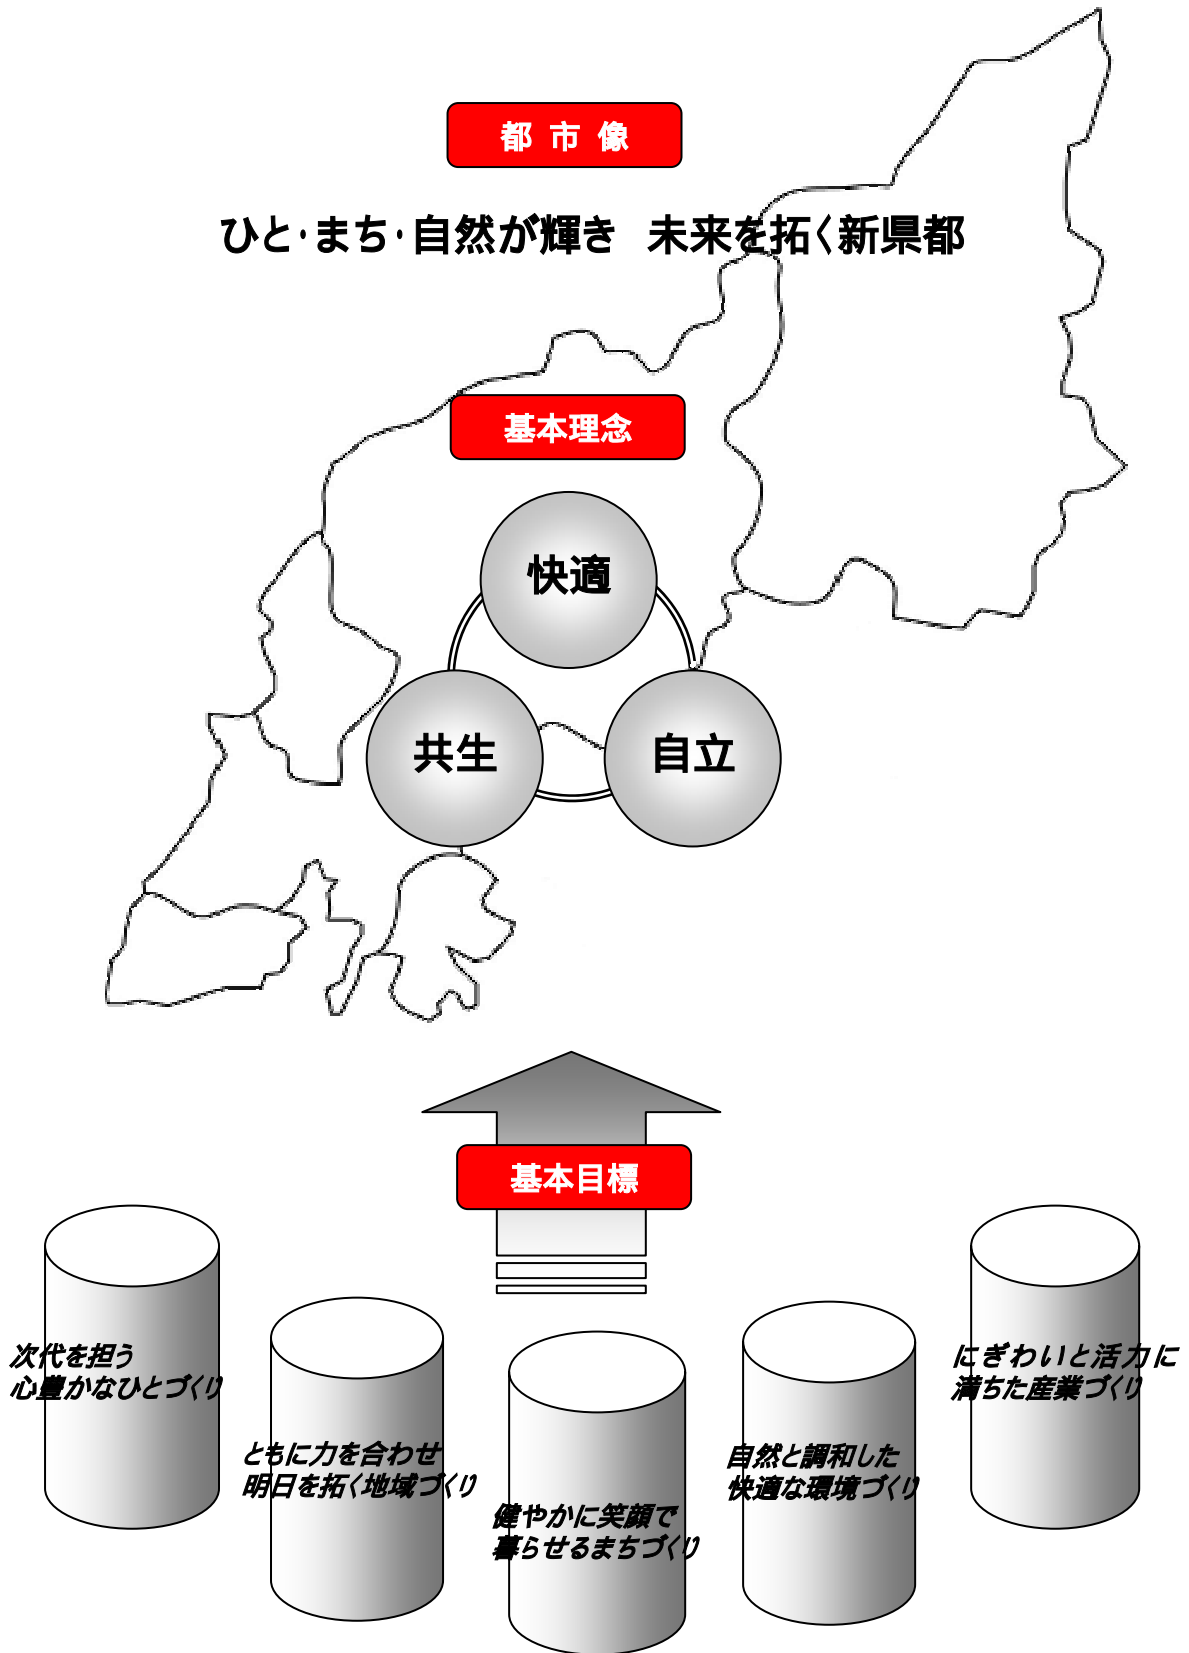 都市像
ひと・まち・自然が輝き　未来を拓く新県都
基本理念
快適
共生
自立
基本目標
次代を担う
心豊かなひとづくり
ともに力を合わせ
明日を拓く地域づくり
健やかに笑顔で
暮らせるまちづくり
自然と調和した
快適な環境づくり
にぎわいと活力に
満ちた産業づくり